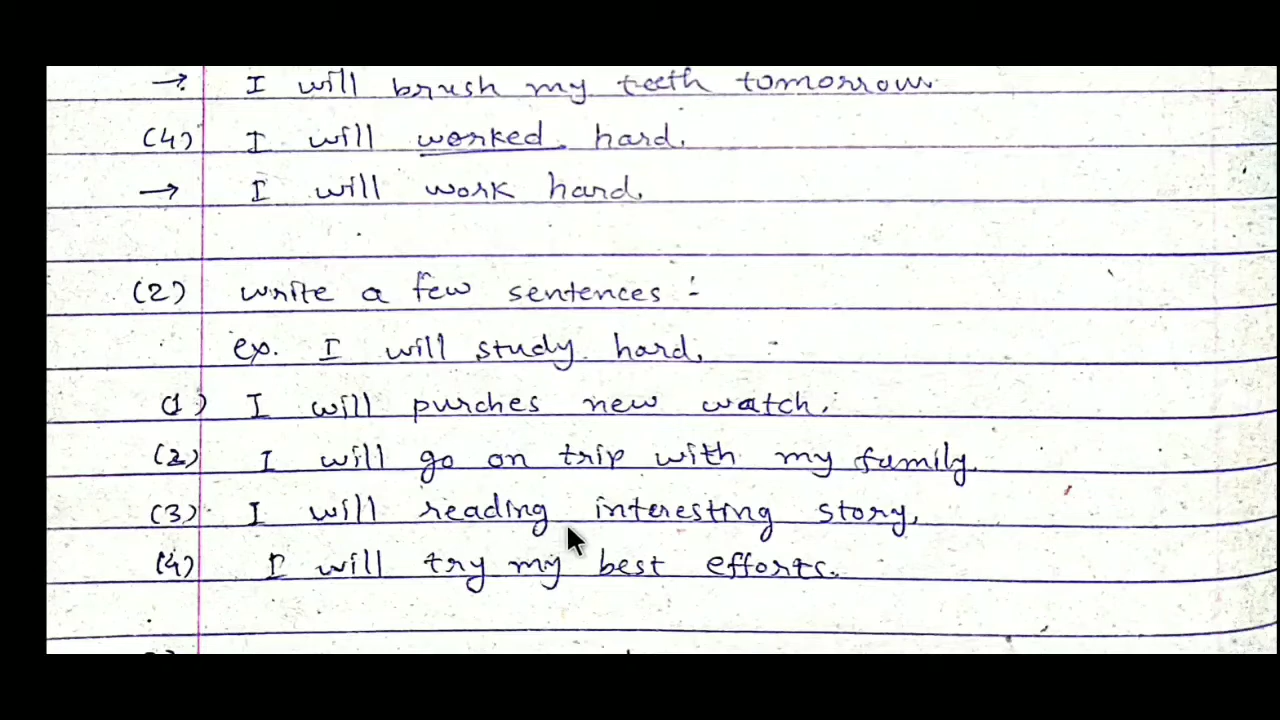 → I will brush my teeth tomorrow.
(4) I will worked hard.
→ I will work hard.
(2) write a few sentences :-
ex. I will study hard.
(1) I will purches new watch.
(2) I will go on trip with my family.
(3) I will reading interesting story.
(4) I will try my best efforts.